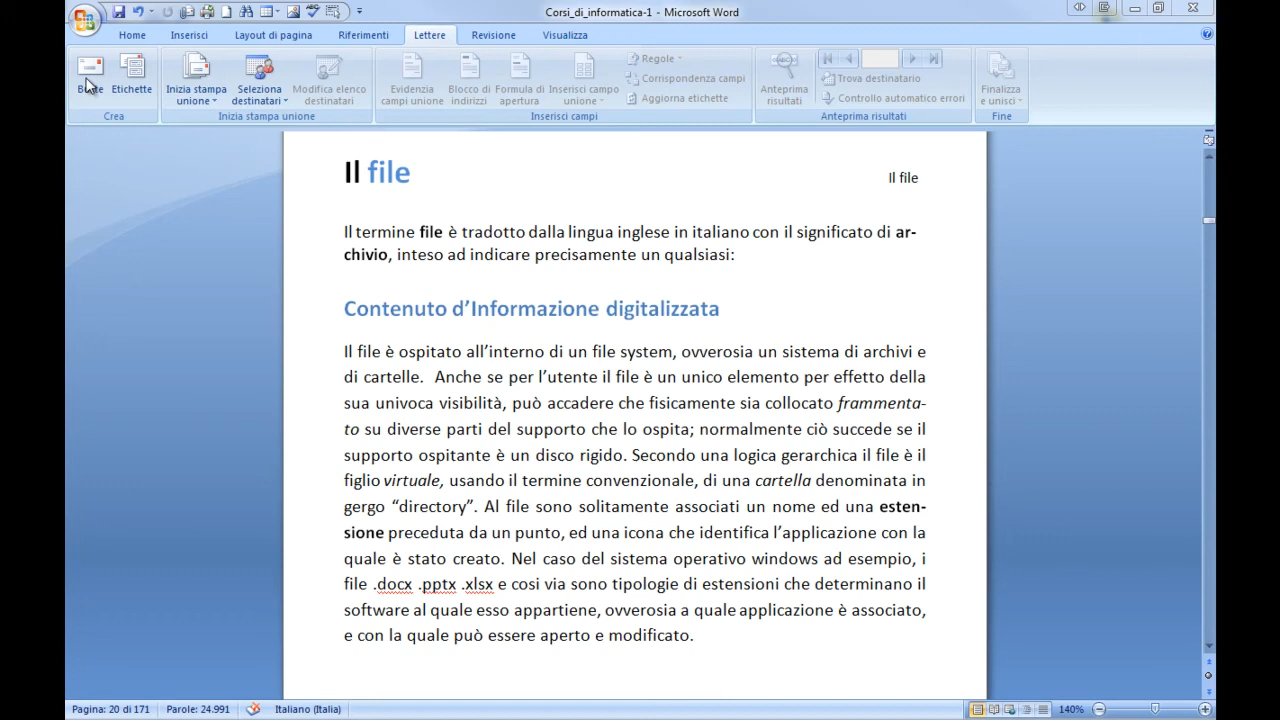 Corsi_di_informatica-1 - Microsoft Word
Home Inserisci Layout di pagina Riferimenti Lettere Revisione Visualizza
Etichette
Inizia stampa unione
Seleziona destinatari
Modifica elenco destinatari
Evidenzia campi unione
Blocco di indirizzi
Formula di apertura
Inserisci campo unione
Regole
Corrispondenza campi
Aggiorna etichette
Anteprima risultati
Trova destinatario
Controllo automatico errori
Finalizza e unisci
Crea Inizia stampa unione Inserisci campi Anteprima risultati Fine
Il file
Il file
Il termine file è tradotto dalla lingua inglese in italiano con il significato di ar-
chivio, inteso ad indicare precisamente un qualsiasi:
Contenuto d’Informazione digitalizzata
Il file è ospitato all’interno di un file system, ovverosia un sistema di archivi e
di cartelle. Anche se per l’utente il file è un unico elemento per effetto della
sua univoca visibilità, può accadere che fisicamente sia collocato frammenta-
to su diverse parti del supporto che lo ospita; normalmente ciò succede se il
supporto ospitante è un disco rigido. Secondo una logica gerarchica il file è il
figlio virtuale, usando il termine convenzionale, di una cartella denominata in
gergo “directory”. Al file sono solitamente associati un nome ed una esten-
sione preceduta da un punto, ed una icona che identifica l’applicazione con la
quale è stato creato. Nel caso del sistema operativo windows ad esempio, i
file .docx .pptx .xlsx e cosi via sono tipologie di estensioni che determinano il
software al quale esso appartiene, ovverosia a quale applicazione è associato,
e con la quale può essere aperto e modificato.
Pagina: 20 di 171 Parole: 24.991 Italiano (Italia) 140%